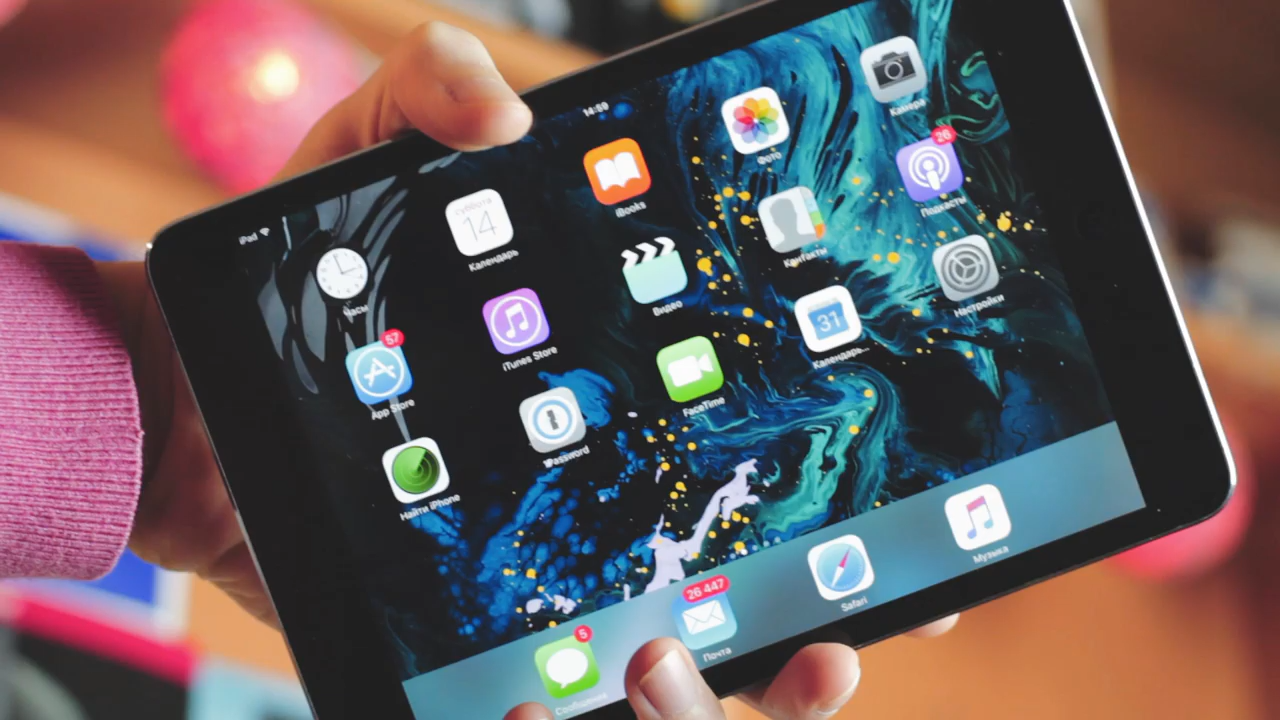 iPad
14:59
Часы
суббота
14
Календарь
iBooks
Фото
Камера
57
App Store
iTunes Store
Видео
Контакты
26
Подкасты
Найти iPhone
1Password
FaceTime
31
Календарь...
Настройки
5
Сообщения
26 447
Почта
Safari
Музыка